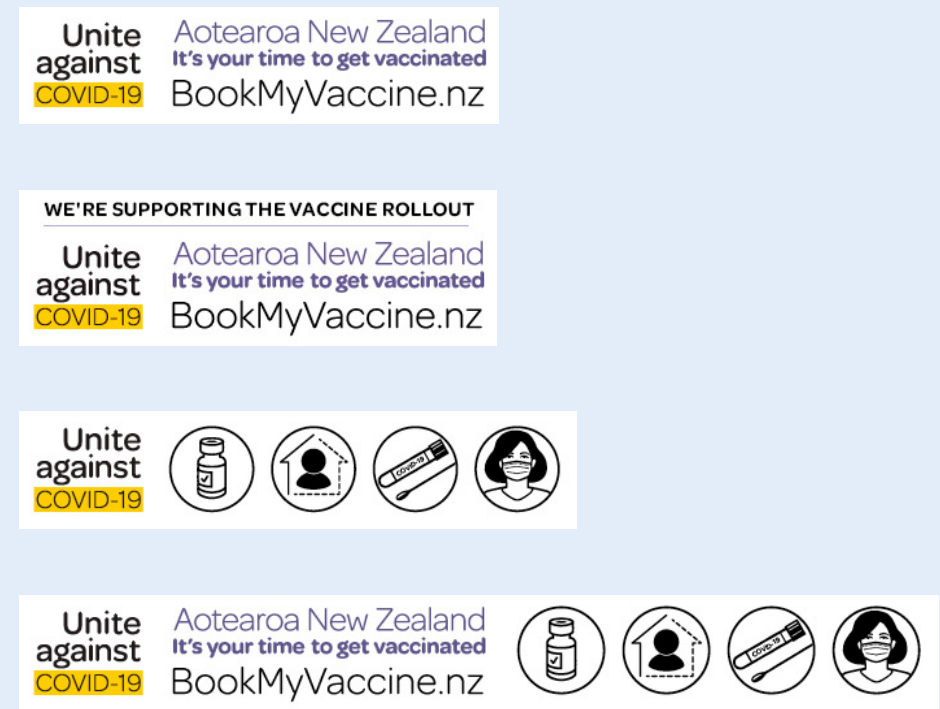 Unite
against
COVID-19
Aotearoa New Zealand
It's your time to get vaccinated
BookMyVaccine.nz
WE'RE SUPPORTING THE VACCINE ROLLOUT
Unite
against
COVID-19
Aotearoa New Zealand
It's your time to get vaccinated
BookMyVaccine.nz
Unite
against
COVID-19
COVID-19
Unite
against
COVID-19
Aotearoa New Zealand
It's your time to get vaccinated
BookMyVaccine.nz
COVID-19